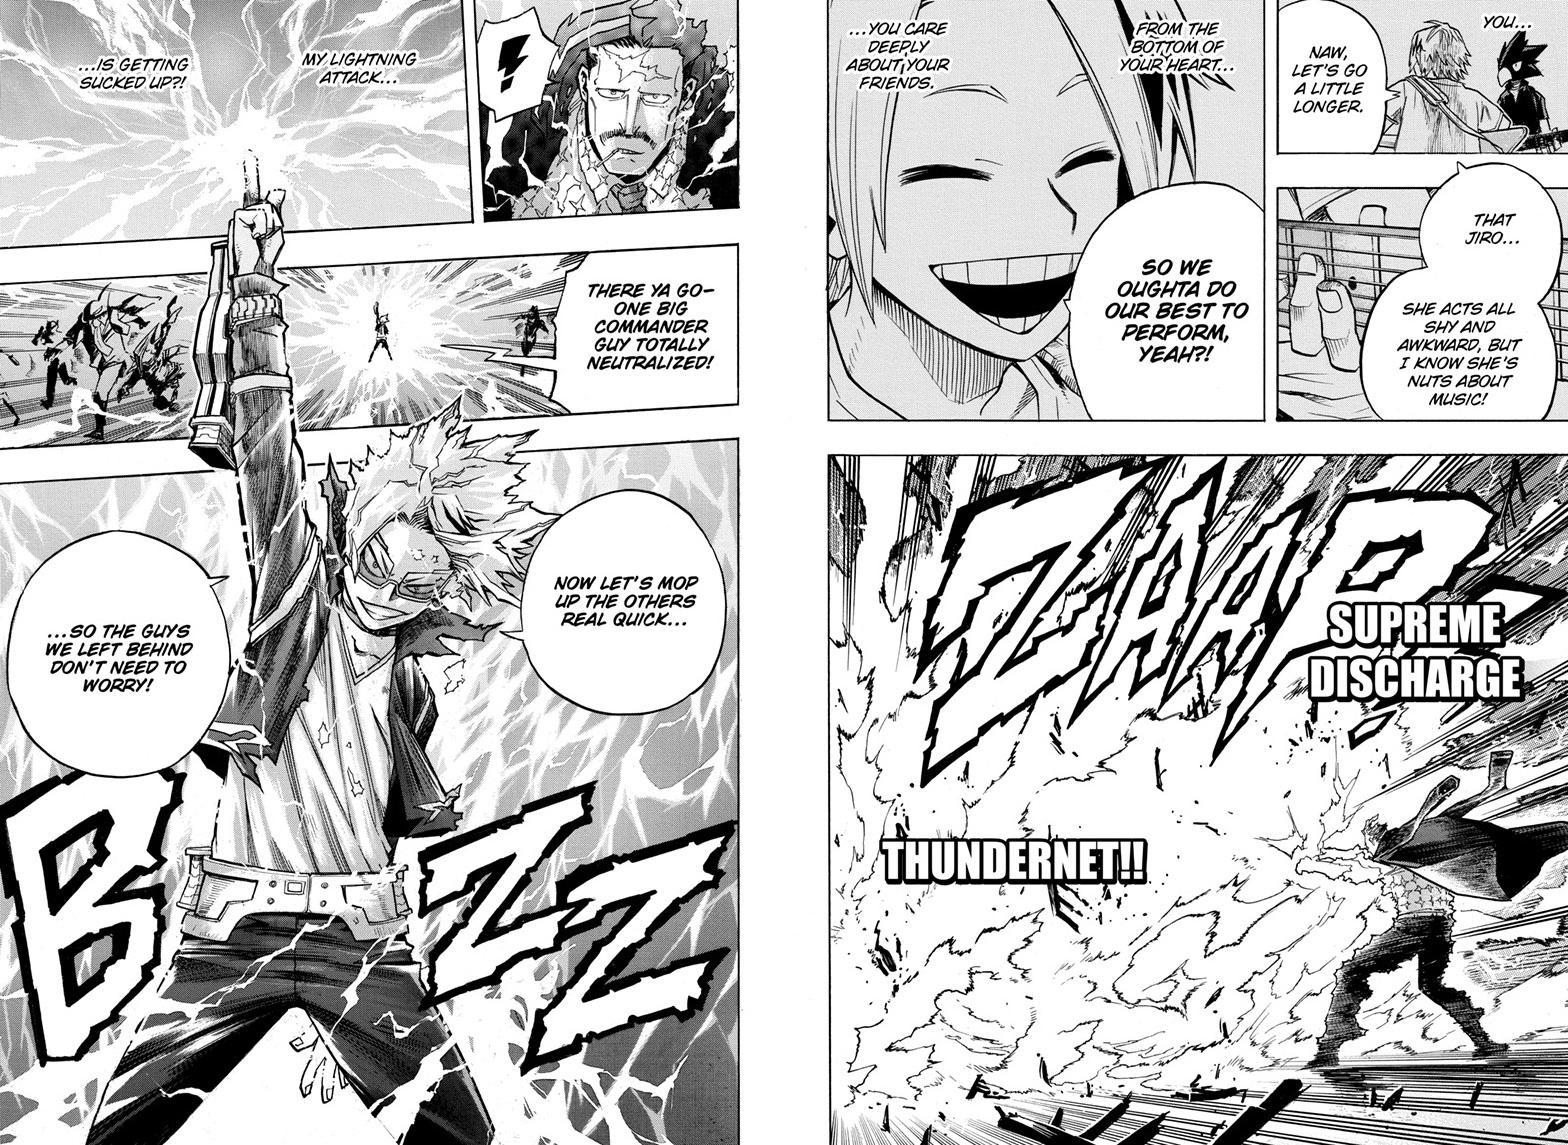 YOU...
NAW,
LET'S GO
A LITTLE
LONGER.
THAT
JIRO...
SHE ACTS ALL
SHY AND
AWKWARD, BUT
I KNOW SHE'S
NUTS ABOUT
MUSIC!
FROM THE
BOTTOM OF
YOUR HEART...
...YOU CARE
DEEPLY
ABOUT YOUR
FRIENDS.
SO WE
OUGHTA DO
OUR BEST TO
PERFORM,
YEAH?!
ZZAAAP
SUPREME
DISCHARGE
THUNDERNET!!
!
MY LIGHTNING
ATTACK...
...IS GETTING
SUCKED UP?!
THERE YA GO—
ONE BIG
COMMANDER
GUY TOTALLY
NEUTRALIZED!
NOW LET'S MOP
UP THE OTHERS
REAL QUICK...
...SO THE GUYS
WE LEFT BEHIND
DON'T NEED TO
WORRY!
BZZ